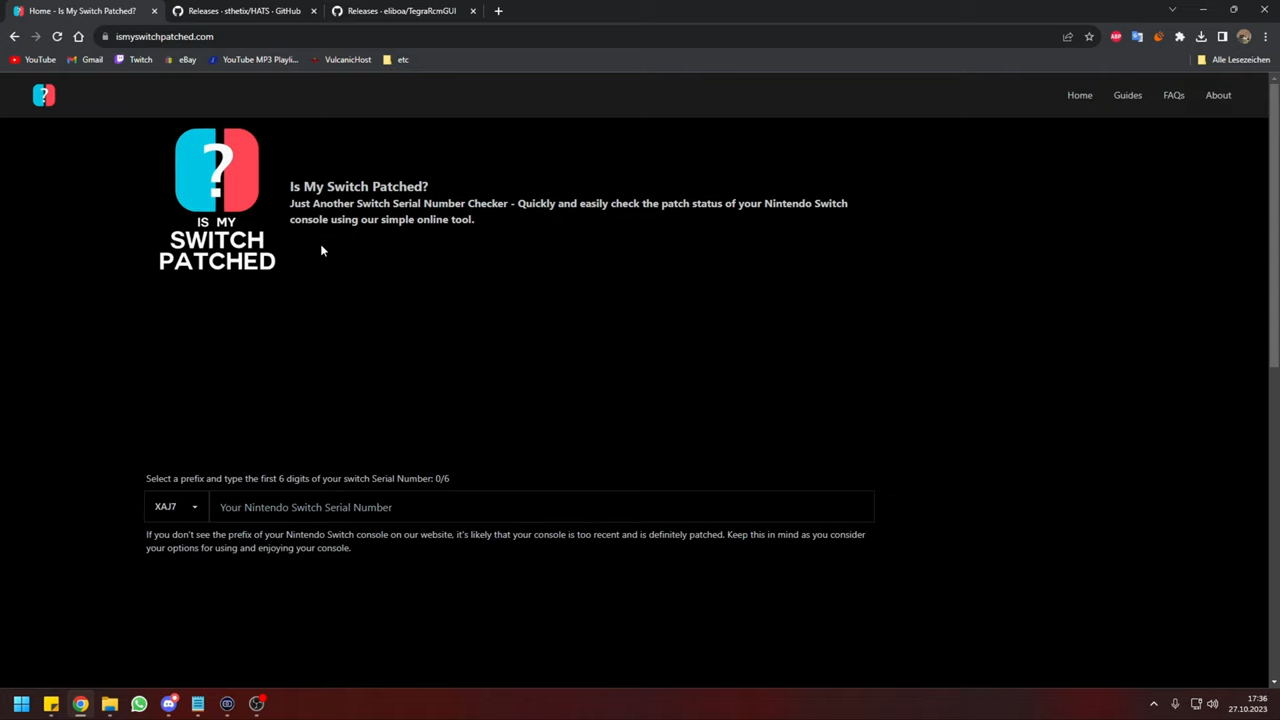 Home - Is My Switch Patched?
Releases · sthetix/HATS · GitHub
Releases · eliboa/TegraRcmGUI
ismyswitchpatched.com
YouTube
Gmail
Twitch
eBay
YouTube MP3 Playli...
VulcanicHost
etc
Alle Lesezeichen
?
Home
Guides
FAQs
About
?
IS MY
SWITCH
PATCHED
Is My Switch Patched?
Just Another Switch Serial Number Checker - Quickly and easily check the patch status of your Nintendo Switch
console using our simple online tool.
Select a prefix and type the first 6 digits of your switch Serial Number: 0/6
XAJ7
Your Nintendo Switch Serial Number
If you don't see the prefix of your Nintendo Switch console on our website, it's likely that your console is too recent and is definitely patched. Keep this in mind as you consider
your options for using and enjoying your console.
17:36
27.10.2023